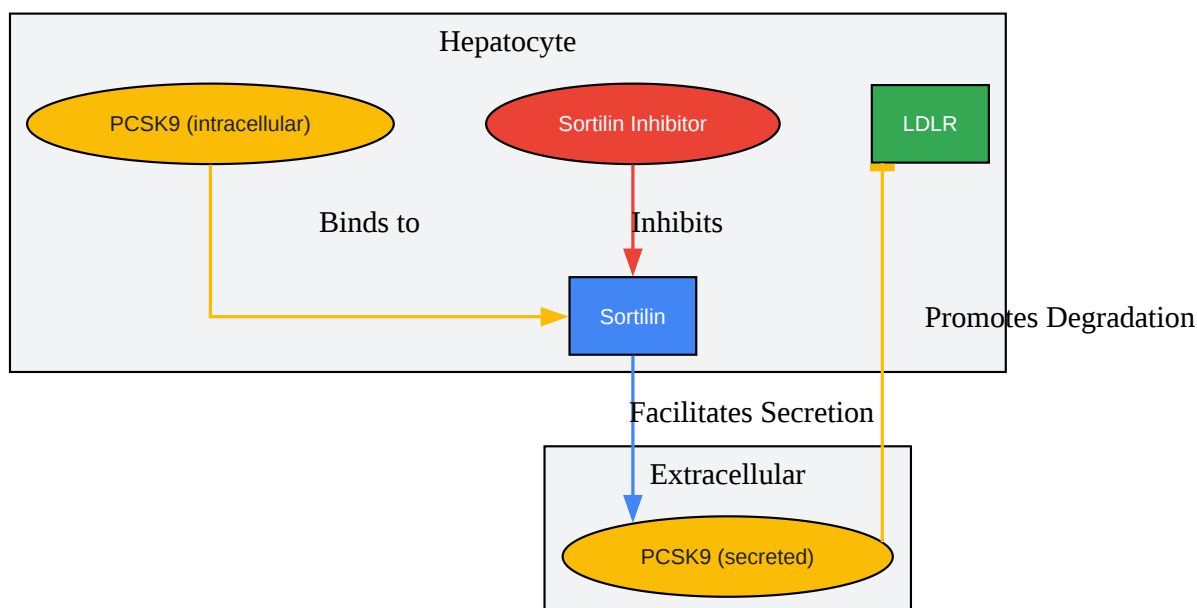 Hepatocyte
PCSK9 (intracellular)
Sortilin Inhibitor
LDLR
Binds to
Inhibits
Sortilin
Promotes Degradation
Facilitates Secretion
Extracellular
PCSK9 (secreted)